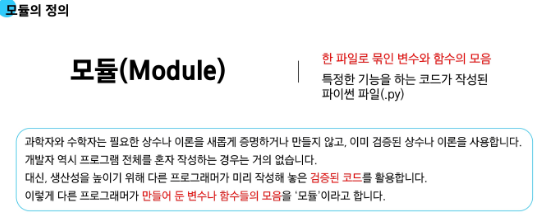 모듈의 정의
모듈(Module)
한 파일로 묶인 변수와 함수의 모음
특정한 기능을 하는 코드가 작성된
파이썬 파일(.py)
과학자와 수학자는 필요한 상수나 이론을 새롭게 증명하거나 만들지 않고, 이미 검증된 상수나 이론을 사용합니다.
개발자 역시 프로그램 전체를 혼자 작성하는 경우는 거의 없습니다.
대신, 생산성을 높이기 위해 다른 프로그래머가 미리 작성해 놓은 검증된 코드를 활용합니다.
이렇게 다른 프로그래머가 만들어 둔 변수나 함수들의 모음을 '모듈'이라고 합니다.